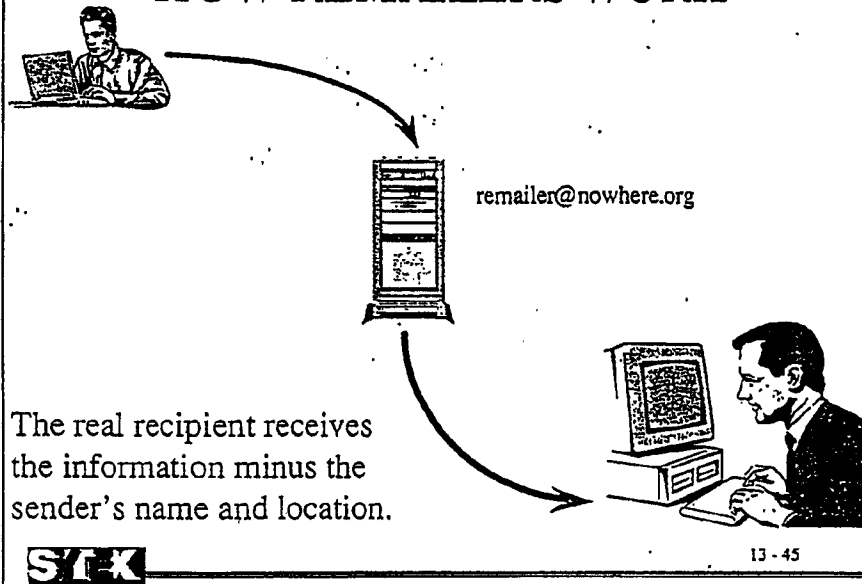 remailer@nowhere.org
The real recipient receives
the information minus the
sender's name and location.
13 - 45